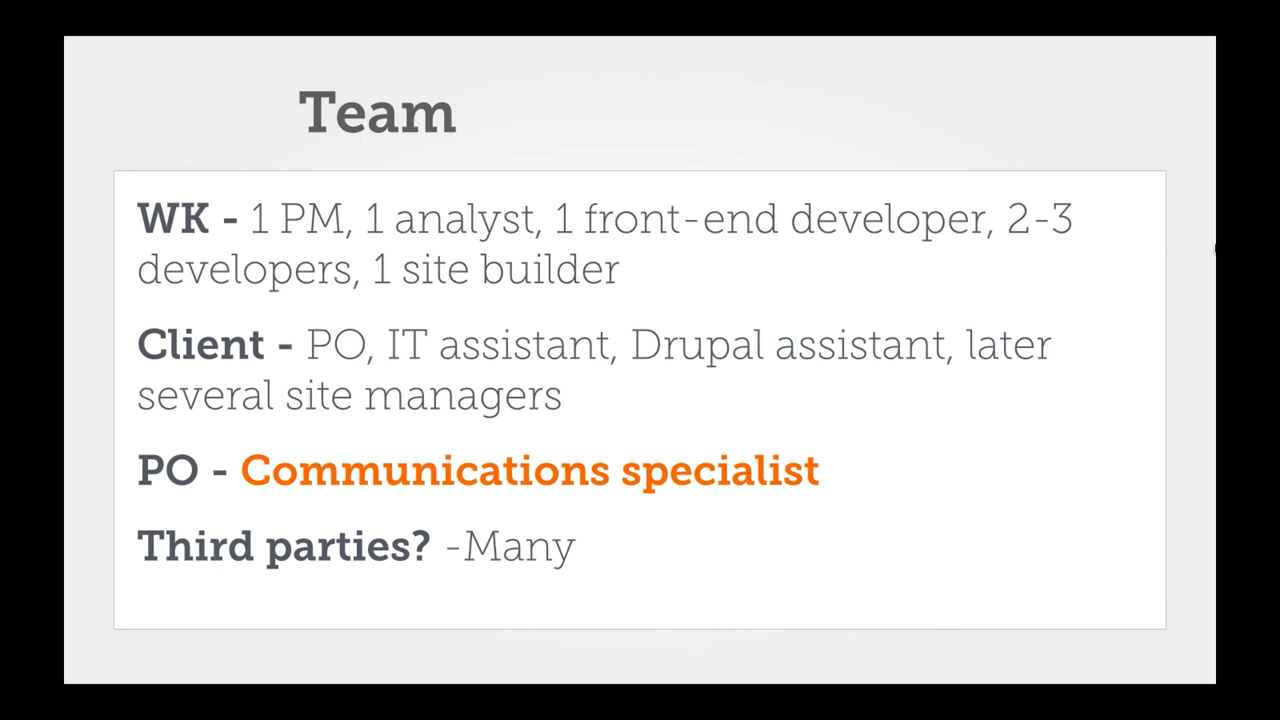 Team
WK - 1 PM, 1 analyst, 1 front-end developer, 2-3
developers, 1 site builder
Client - PO, IT assistant, Drupal assistant, later
several site managers
PO - Communications specialist
Third parties? -Many